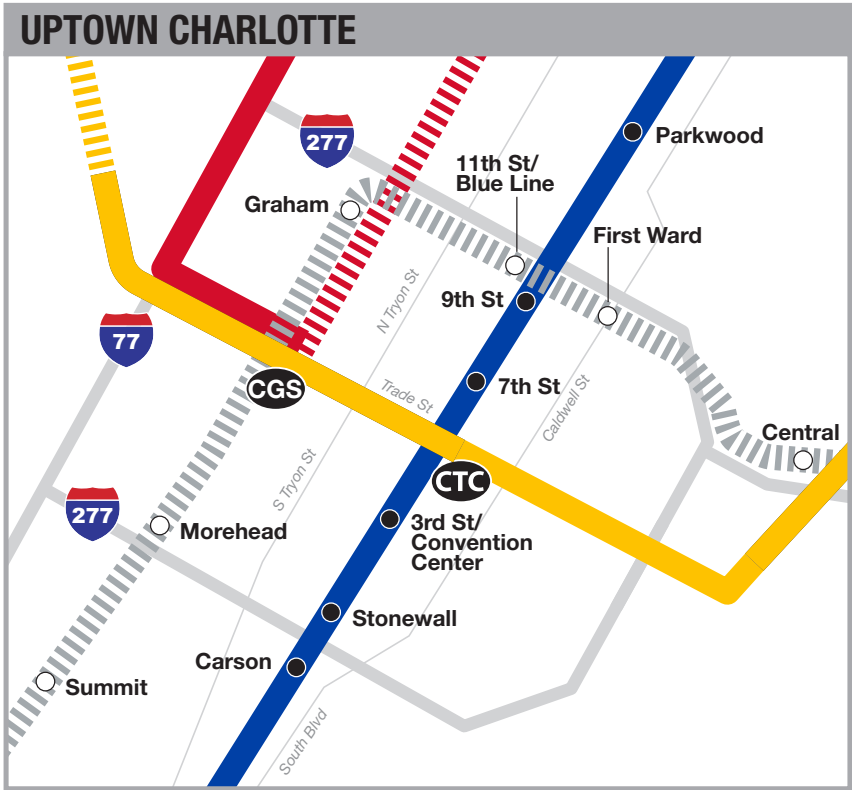 UPTOWN CHARLOTTE
277
Parkwood
11th St/
Blue Line
Graham
First Ward
N Tryon St
9th St
77
CGS
Trade St
7th St
Caldwell St
Central
S Tryon St
CTC
277
Morehead
3rd St/
Convention
Center
Stonewall
Carson
Summit
South Blvd